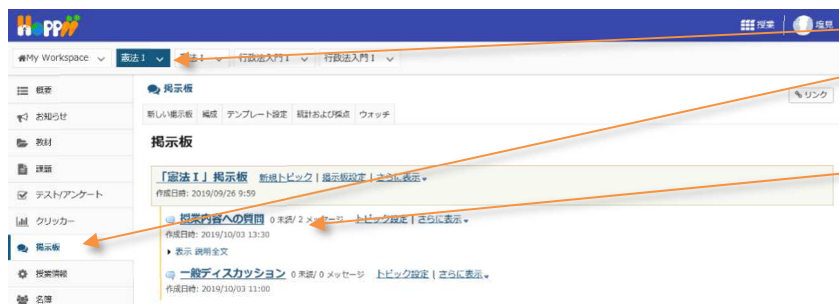 Hoppii
授業 塩見
My Workspace 憲法１ 憲法１ 行政法入門１ 行政法入門１
概要
お知らせ
教材
課題
テスト/アンケート
クリッカー
掲示板
授業情報
名簿
掲示板
リンク
新しい掲示板 編成 テンプレート設定 統計および採点 ウォッチ
掲示板
「憲法Ⅰ」掲示板 新規トピック | 掲示板設定 | さらに表示
作成日時: 2019/09/26 9:59
授業内容への質問 0 未読/ 2 メッセージ トピック設定 | さらに表示
作成日時: 2019/10/03 13:30
表示 説明全文
一般ディスカッション 0 未読/ 0 メッセージ トピック設定 | さらに表示
作成日時: 2019/10/03 11:00